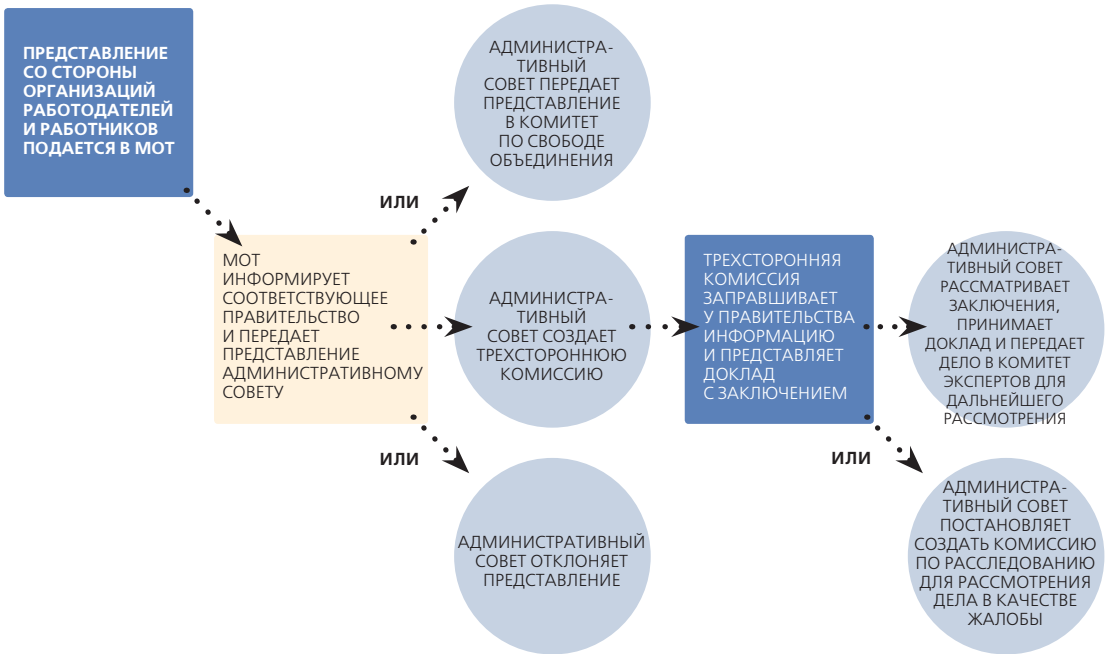 ПРЕДСТАВЛЕНИЕ
СО СТОРОНЫ
ОРГАНИЗАЦИЙ
РАБОТОДАТЕЛЕЙ
И РАБОТНИКОВ
ПОДАЕТСЯ В МОТ
АДМИНИСТРА-
ТИВНЫЙ
СОВЕТ ПЕРЕДАЕТ
ПРЕДСТАВЛЕНИЕ
В КОМИТЕТ
ПО СВОБОДЕ
ОБЪЕДИНЕНИЯ
ИЛИ
МОТ
ИНФОРМИРУЕТ
СООТВЕТСТВУЮЩЕЕ
ПРАВИТЕЛЬСТВО
И ПЕРЕДАЕТ
ПРЕДСТАВЛЕНИЕ
АДМИНИСТРАТИВНОМУ
СОВЕТУ
АДМИНИСТРА-
ТИВНЫЙ
СОВЕТ СОЗДАЕТ
ТРЕХСТОРОННЮЮ
КОМИССИЮ
ТРЕХСТОРОННЯЯ
КОМИССИЯ
ЗАПРАВШИВАЕТ
У ПРАВИТЕЛЬСТВА
ИНФОРМАЦИЮ
И ПРЕДСТАВЛЯЕТ
ДОКЛАД
С ЗАКЛЮЧЕНИЕМ
АДМИНИСТРА-
ТИВНЫЙ СОВЕТ
РАССМАТРИВАЕТ
ЗАКЛЮЧЕНИЯ,
ПРИНИМАЕТ
ДОКЛАД И ПЕРЕДАЕТ
ДЕЛО В КОМИТЕТ
ЭКСПЕРТОВ ДЛЯ
ДАЛЬНЕЙШЕГО
РАССМОТРЕНИЯ
ИЛИ
АДМИНИСТРАТИВНЫЙ
СОВЕТ ОТКЛОНЯЕТ
ПРЕДСТАВЛЕНИЕ
ИЛИ
АДМИНИСТРА-
ТИВНЫЙ СОВЕТ
ПОСТАНОВЛЯЕТ
СОЗДАТЬ КОМИССИЮ
ПО РАССЛЕДОВАНИЮ
ДЛЯ РАССМОТРЕНИЯ
ДЕЛА В КАЧЕСТВЕ
ЖАЛОБЫ